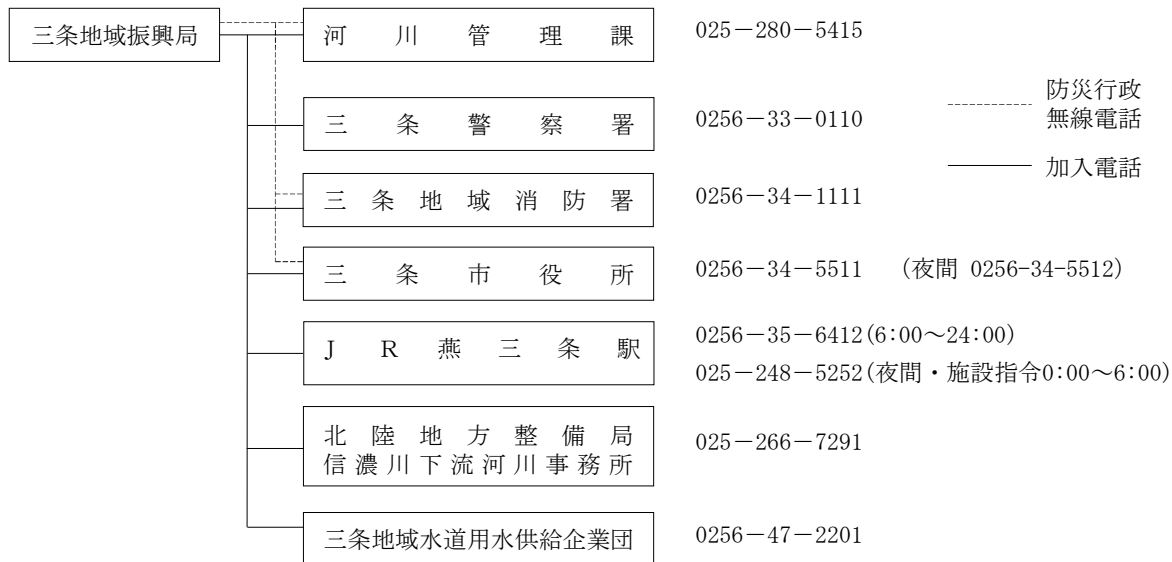 三条地域振興局
河川管理課 025－280－5415
防災行政
無線電話
三条警察署 0256－33－0110
加入電話
三条地域消防署 0256－34－1111
三条市役所 0256－34－5511 (夜間 0256-34-5512)
JR燕三条駅 0256－35－6412(6:00～24:00)
025－248－5252(夜間・施設指令0:00～6:00)
北陸地方整備局
信濃川下流河川事務所 025－266－7291
三条地域水道用水供給企業団 0256－47－2201